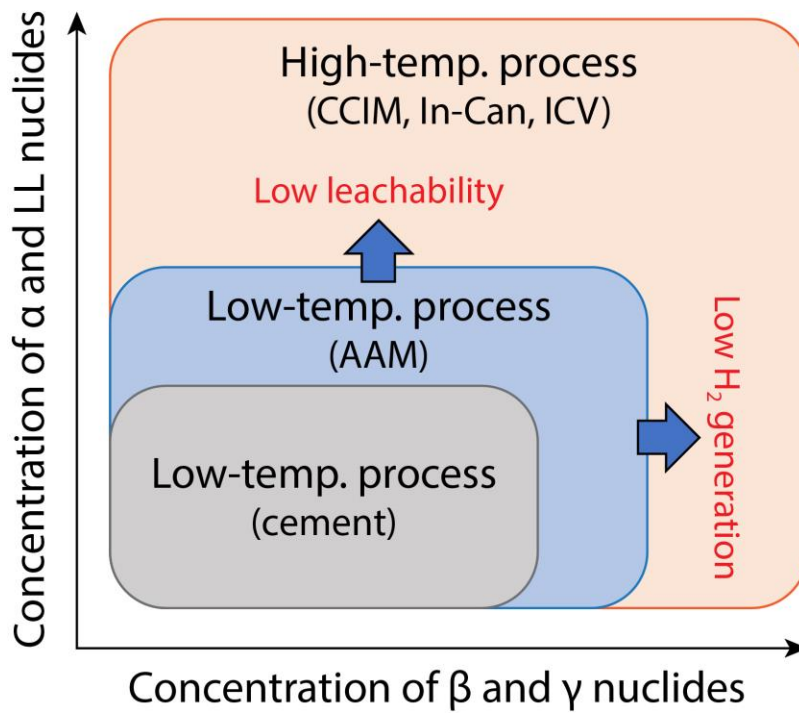 Concentration of α and LL nuclides
High-temp. process
(CCIM, In-Can, ICV)
Low leachability
Low-temp. process
(AAM)
Low H₂ generation
Low-temp. process
(cement)
Concentration of β and γ nuclides